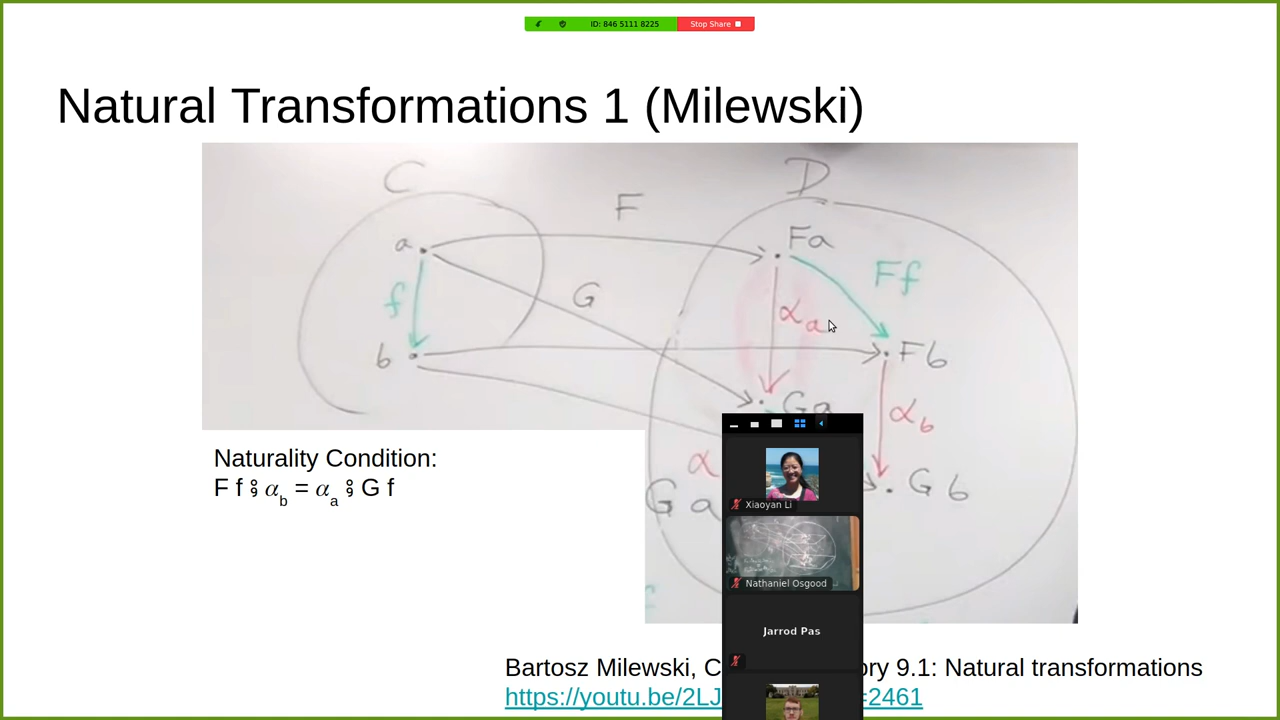 ID: 846 5111 8225 Stop Share
Natural Transformations 1 (Milewski)
C D
F
a Fa
Ff
f G αa
b Fb
Ga
αb
α
Ga Gb
Naturality Condition:
F f ⨟ αb = αa ⨟ G f
Xiaoyan Li
Nathaniel Osgood
Jarrod Pas
Bartosz Milewski, C ory 9.1: Natural transformations
https://youtu.be/2LJ =2461